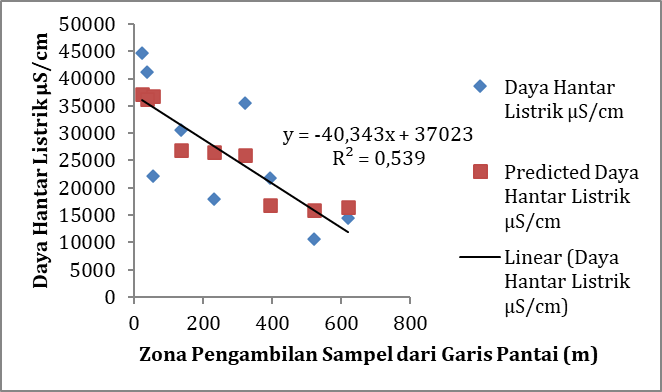 Daya Hantar Listrik µS/cm
50000
45000
40000
35000
30000
25000
20000
15000
10000
5000
0
0
200
400
600
800
Zona Pengambilan Sampel dari Garis Pantai (m)
y = -40,343x + 37023
R² = 0,539
Daya Hantar
Listrik µS/cm
Predicted Daya
Hantar Listrik
µS/cm
Linear (Daya
Hantar Listrik
µS/cm)